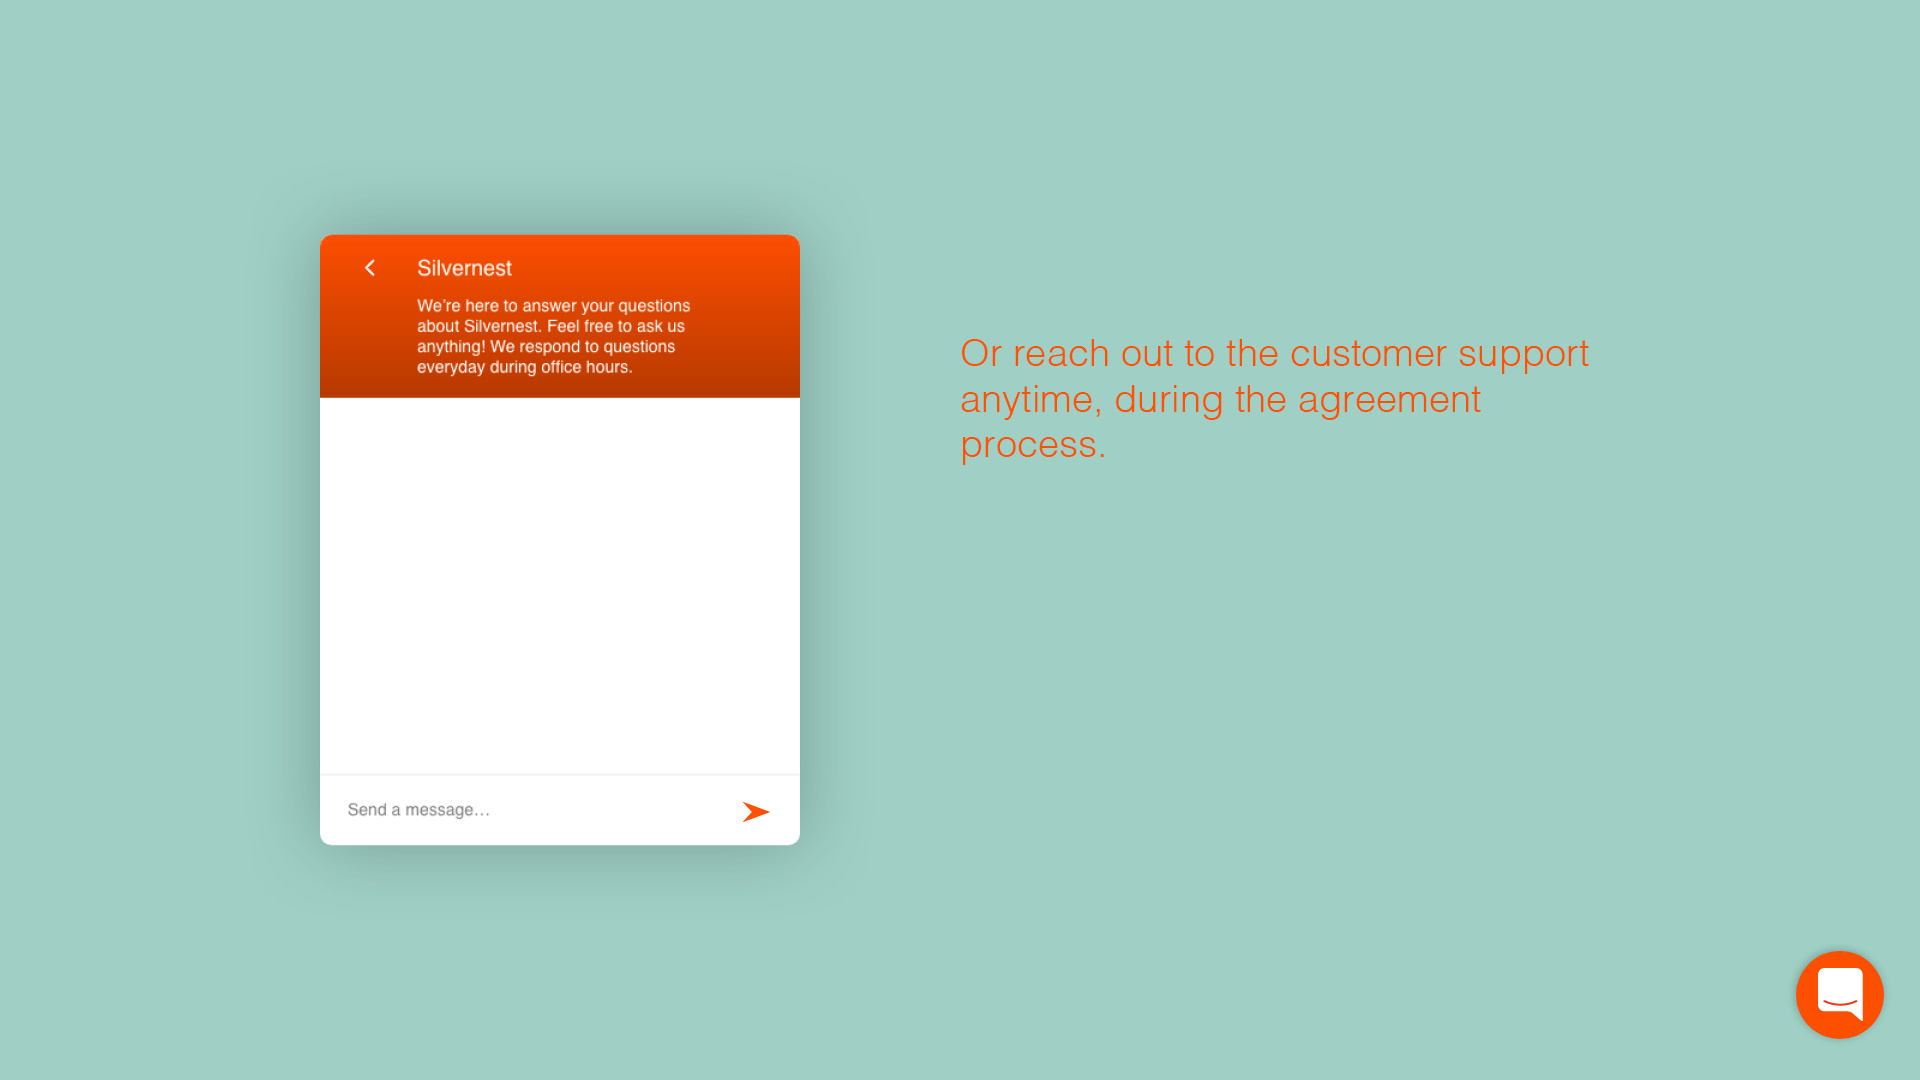 Silvernest
We’re here to answer your questions
about Silvernest. Feel free to ask us
anything! We respond to questions
everyday during office hours.
Send a message…
Or reach out to the customer support
anytime, during the agreement
process.